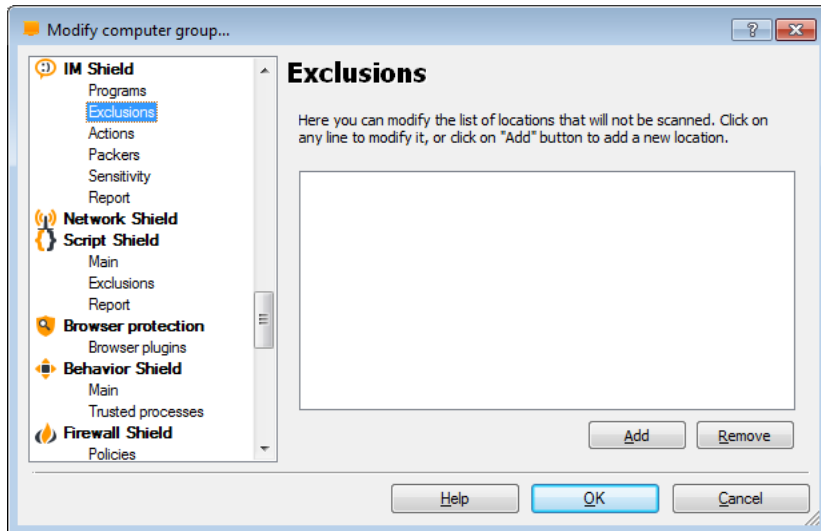 Modify computer group...
IM Shield
Programs
Exclusions
Actions
Packers
Sensitivity
Report
Network Shield
Script Shield
Main
Exclusions
Report
Browser protection
Browser plugins
Behavior Shield
Main
Trusted processes
Firewall Shield
Policies
Exclusions
Here you can modify the list of locations that will not be scanned. Click on
any line to modify it, or click on "Add" button to add a new location.
Add
Remove
Help
OK
Cancel